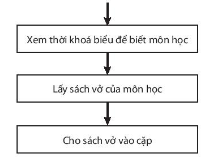 Xem thời khoá biểu để biết môn học
Lấy sách vở của môn học
Cho sách vở vào cặp